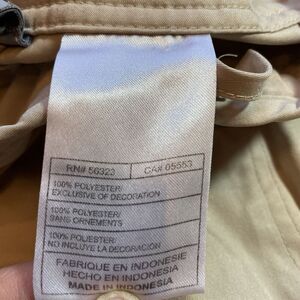 RN# 56323 CA# 05553
100% POLYESTER/
EXCLUSIVE OF DECORATION
100% POLYESTER/
SANS ORNEMENTS
100% POLIESTER/
NO INCLUYE LA DECORACION
FABRIQUE EN INDONESIE
HECHO EN INDONESIA
MADE IN INDONESIA